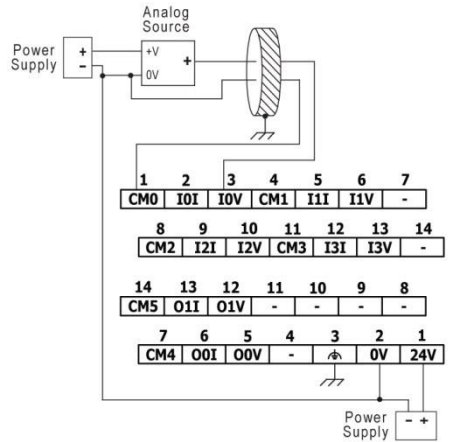 Analog
Source
Power
Supply
+
-
+V
0V
+
1 2 3 4 5 6 7
CM0 I0I I0V CM1 I1I I1V -
8 9 10 11 12 13 14
CM2 I2I I2V CM3 I3I I3V -
14 13 12 11 10 9 8
CM5 O1I O1V - - - -
7 6 5 4 3 2 1
CM4 O0I O0V - 0V 24V
Power
Supply
- +